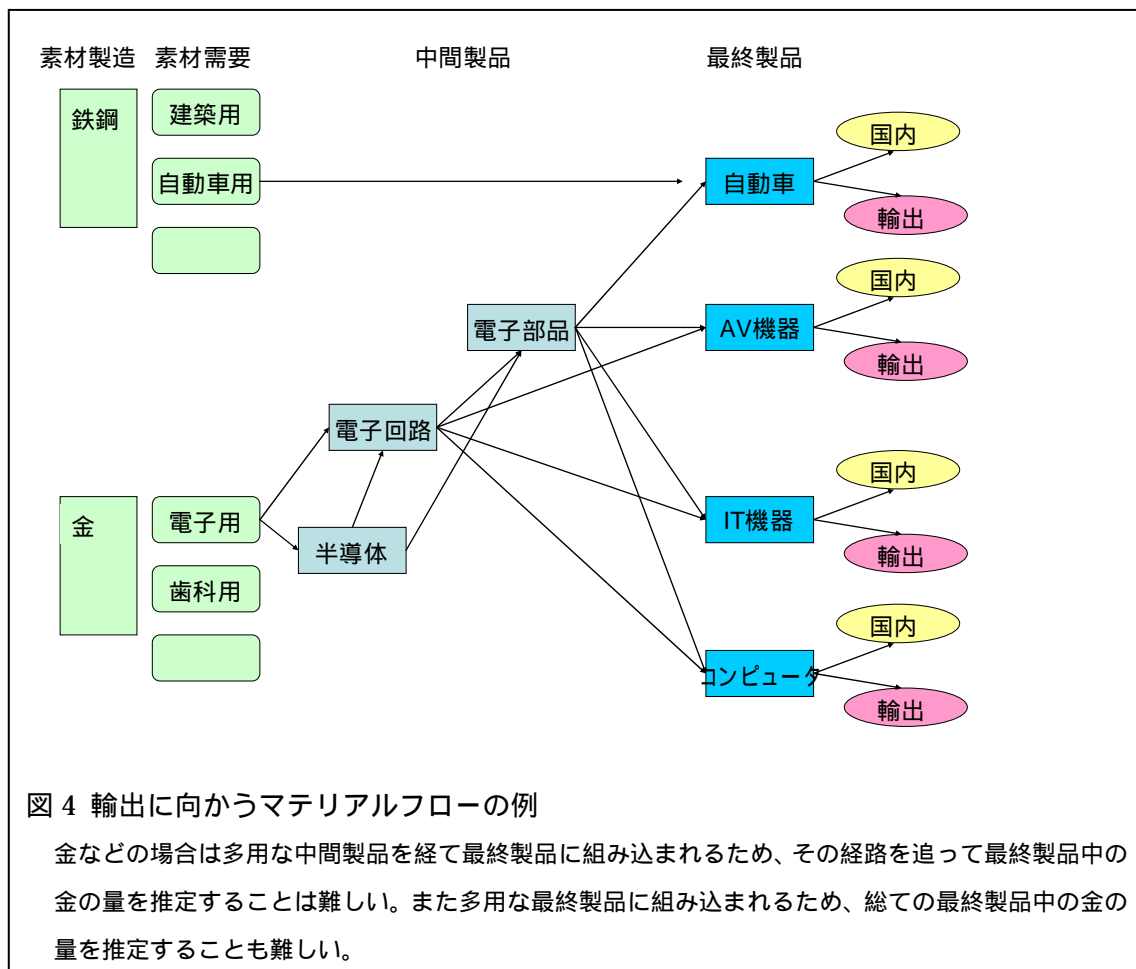 素材製造 素材需要 中間製品 最終製品
鉄鋼
建築用
自動車用
自動車
国内
輸出
電子部品
AV機器
国内
輸出
電子回路
金
電子用
半導体
歯科用
IT機器
国内
輸出
コンピュータ
国内
輸出
図 4 輸出に向かうマテリアルフローの例
金などの場合は多用な中間製品を経て最終製品に組み込まれるため、その経路を追って最終製品中の
金の量を推定することは難しい。また多用な最終製品に組み込まれるため、総ての最終製品中の金の
量を推定することも難しい。